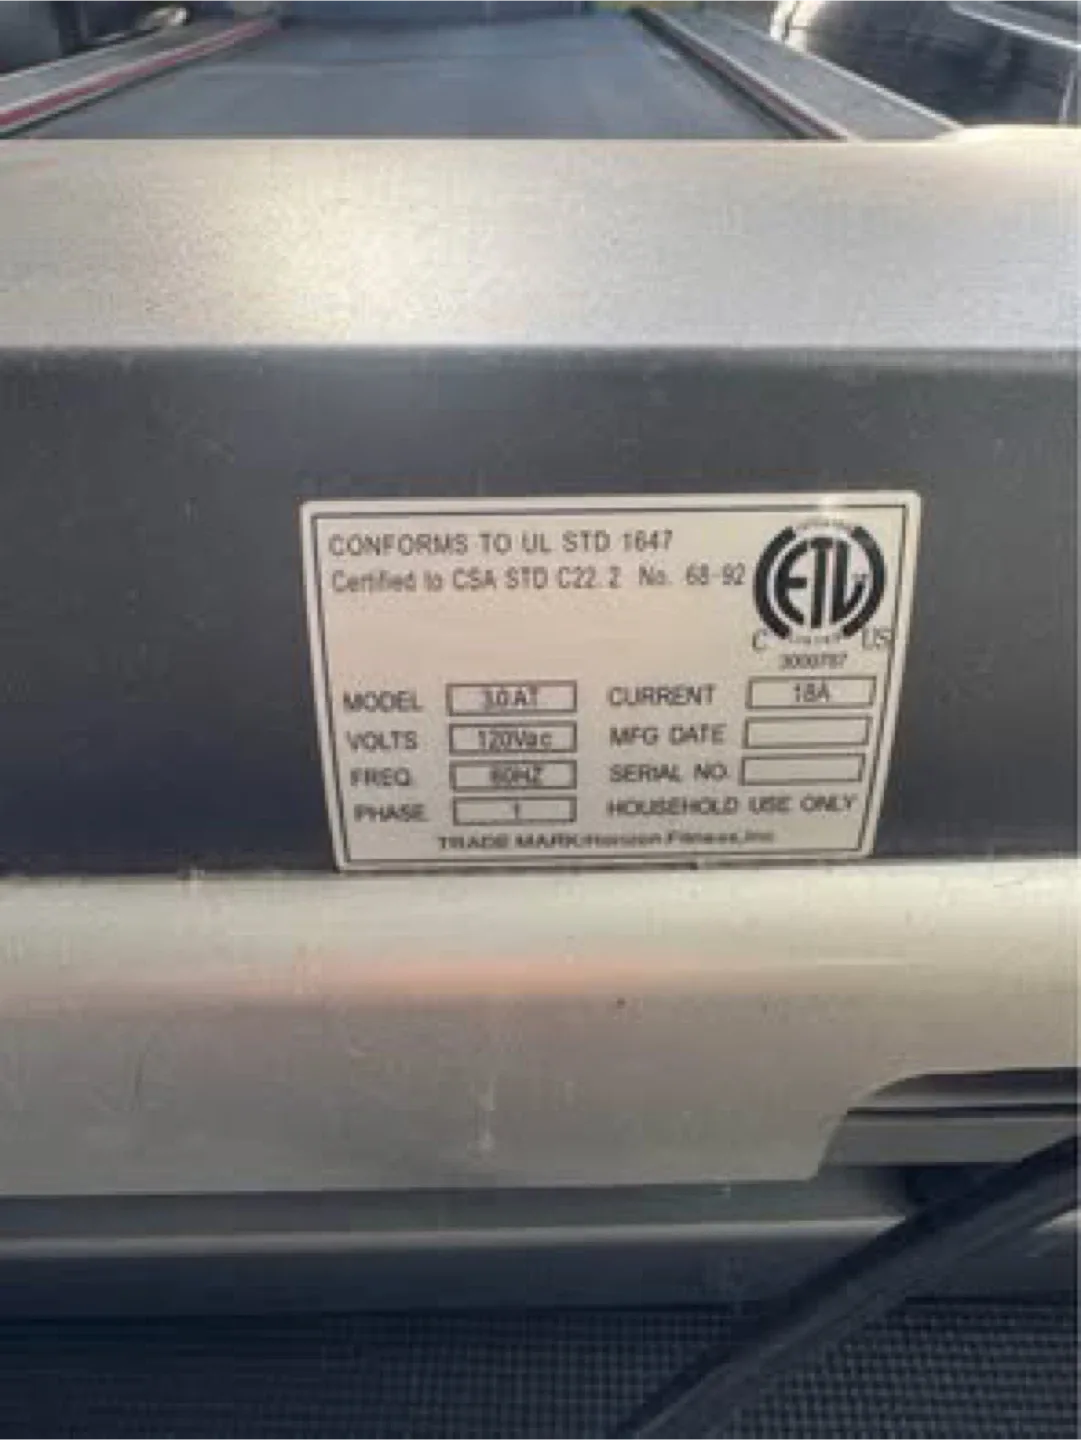 CONFORMS TO UL STD 1647
Certified to CSA STD C22.2 No. 68-92
ETL
C US
3000787
MODEL 3.0AT CURRENT 18A
VOLTS 120Vac MFG DATE
FREQ. 60HZ SERIAL NO.
PHASE 1 HOUSEHOLD USE ONLY
TRADE MARK:Horizon Fitness,Inc